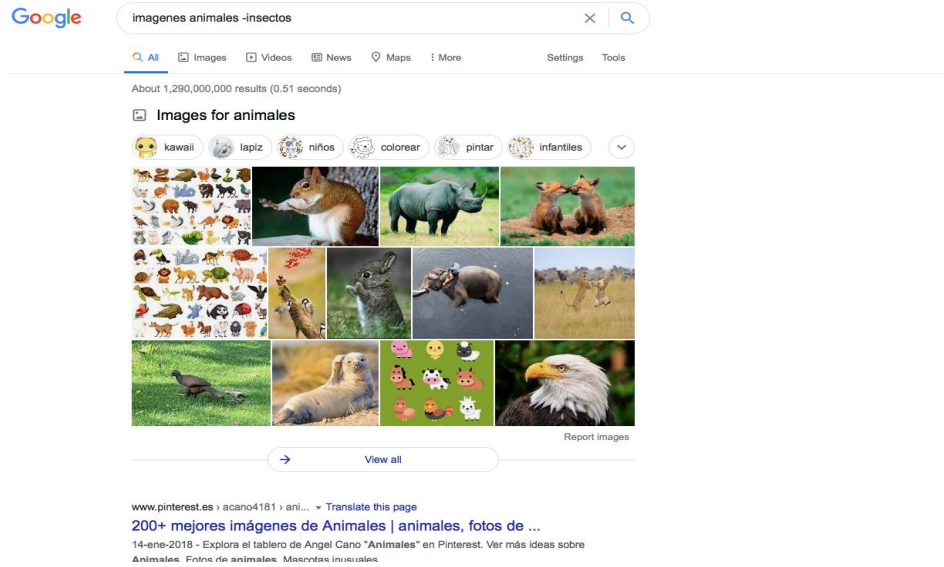 Google
imagenes animales -insectos
All Images Videos News Maps More Settings Tools
About 1,290,000,000 results (0.51 seconds)
Images for animales
kawaii lapiz niños colorear pintar infantiles
Report images
View all
www.pinterest.es › acano4181 › ani... Translate this page
200+ mejores imágenes de Animales | animales, fotos de ...
14-ene-2018 - Explora el tablero de Angel Cano "Animales" en Pinterest. Ver más ideas sobre
Animales, Fotos de animales, Mascotas inusuales